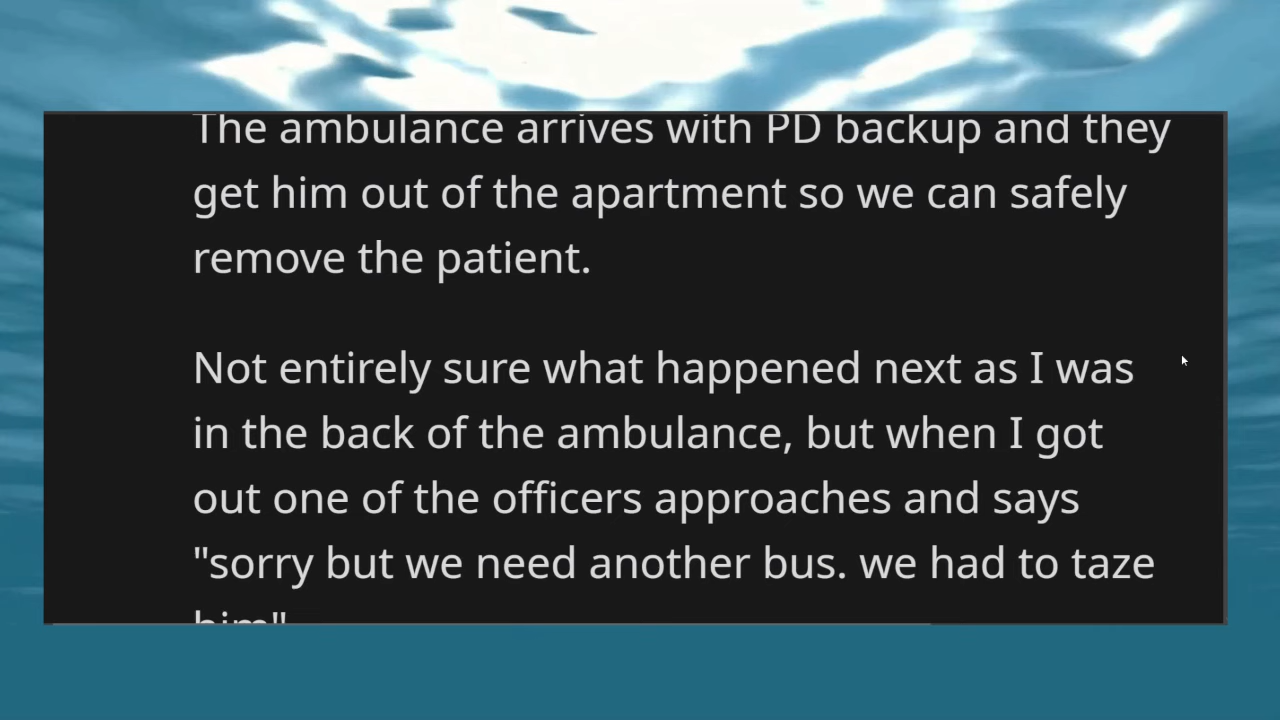 The ambulance arrives with PD backup and they
get him out of the apartment so we can safely
remove the patient.
Not entirely sure what happened next as I was
in the back of the ambulance, but when I got
out one of the officers approaches and says
"sorry but we need another bus. we had to taze
him"